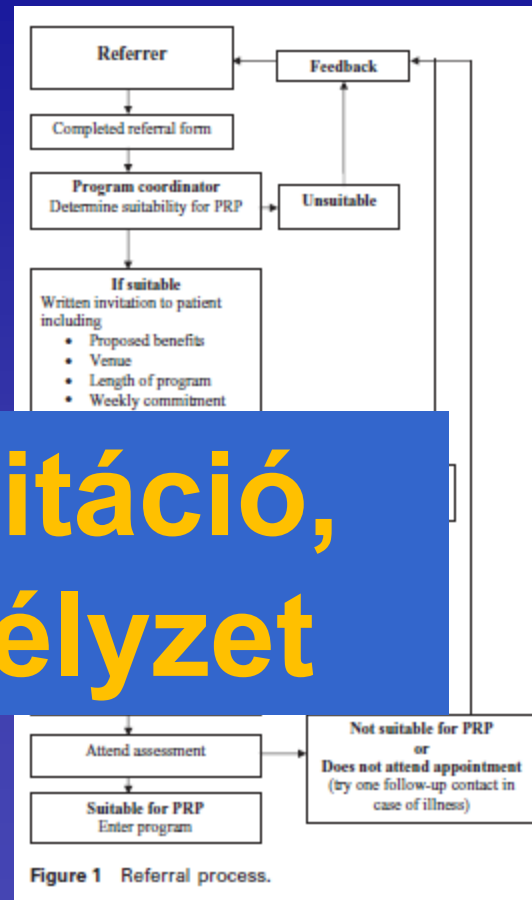 Referrer
Feedback
Completed referral form
Program coordinator
Determine suitability for PRP
Unsuitable
If suitable
Written invitation to patient
including
• Proposed benefits
• Venue
• Length of program
• Weekly commitment
itáció,
élyzet
Attend assessment
Not suitable for PRP
or
Does not attend appointment
(try one follow-up contact in
case of illness)
Suitable for PRP
Enter program
Figure 1 Referral process.